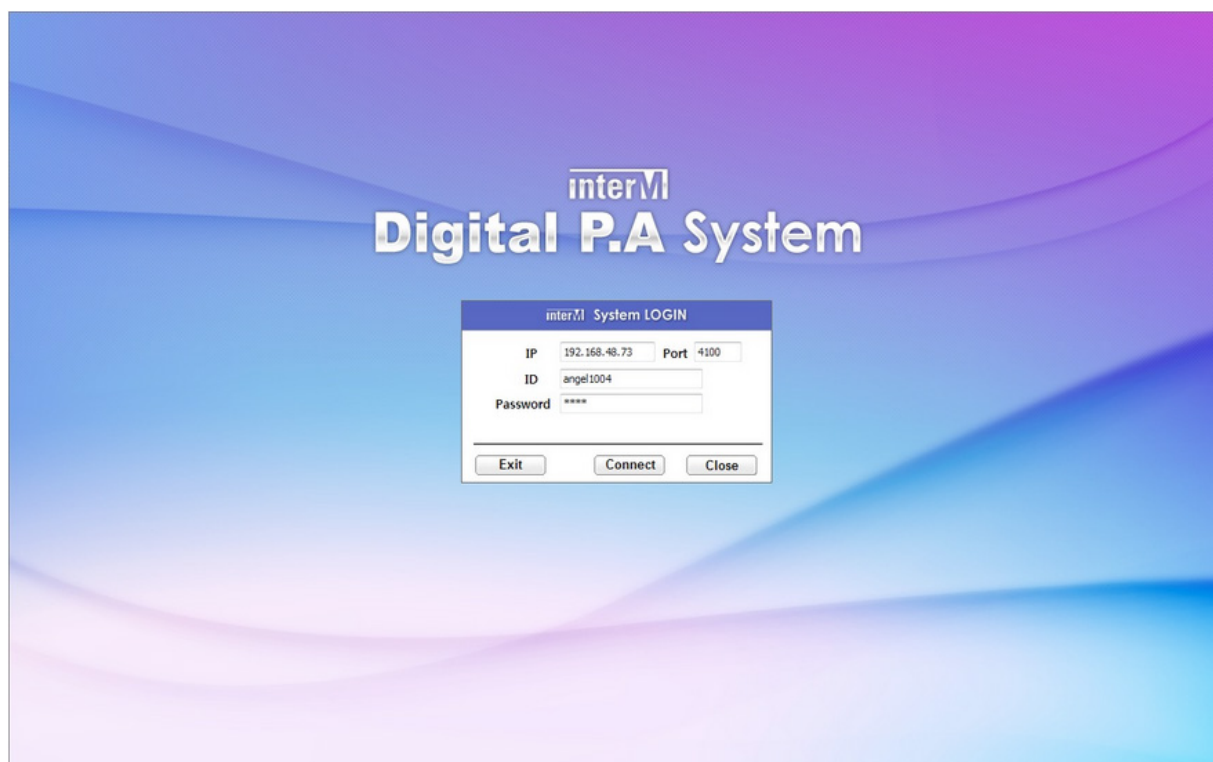 interM
Digital P.A System
interM System LOGIN
IP 192.168.48.73 Port 4100
ID angel1004
Password ****
Exit Connect Close